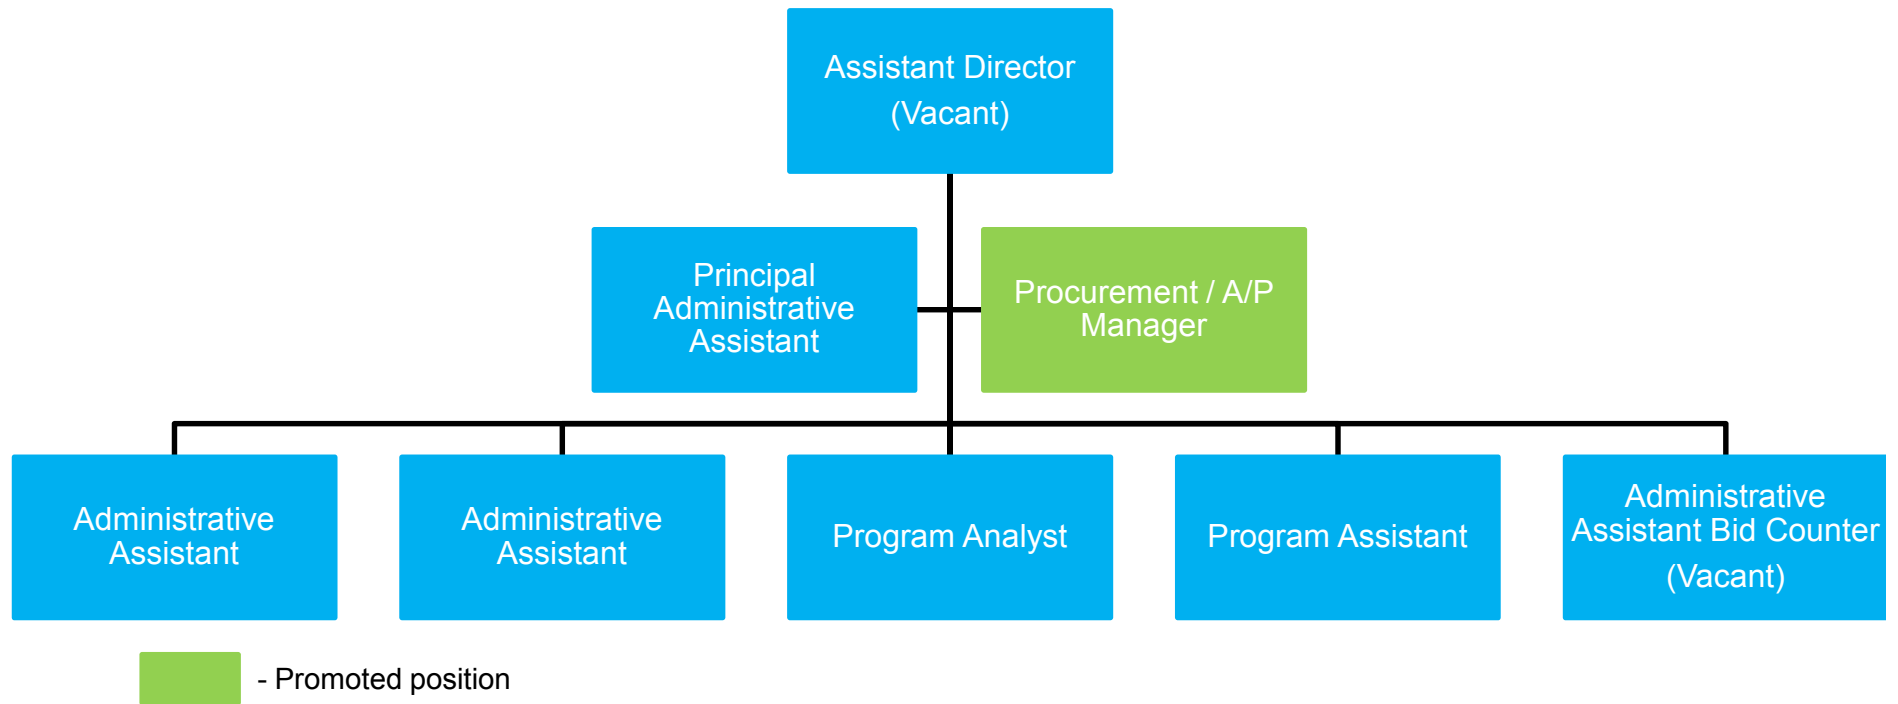 Assistant Director
(Vacant)
Principal
Administrative
Assistant
Procurement / A/P
Manager
Administrative
Assistant
Administrative
Assistant
Program Analyst
Program Assistant
Administrative
Assistant Bid Counter
(Vacant)
- Promoted position